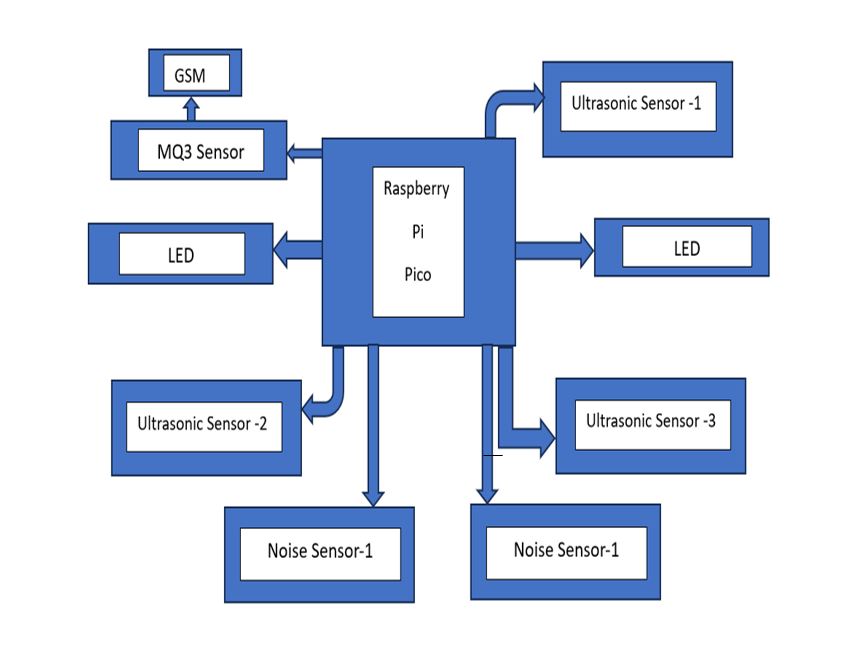 GSM
Ultrasonic Sensor -1
MQ3 Sensor
Raspberry
Pi
Pico
LED
LED
Ultrasonic Sensor -2
Ultrasonic Sensor -3
Noise Sensor-1
Noise Sensor-1